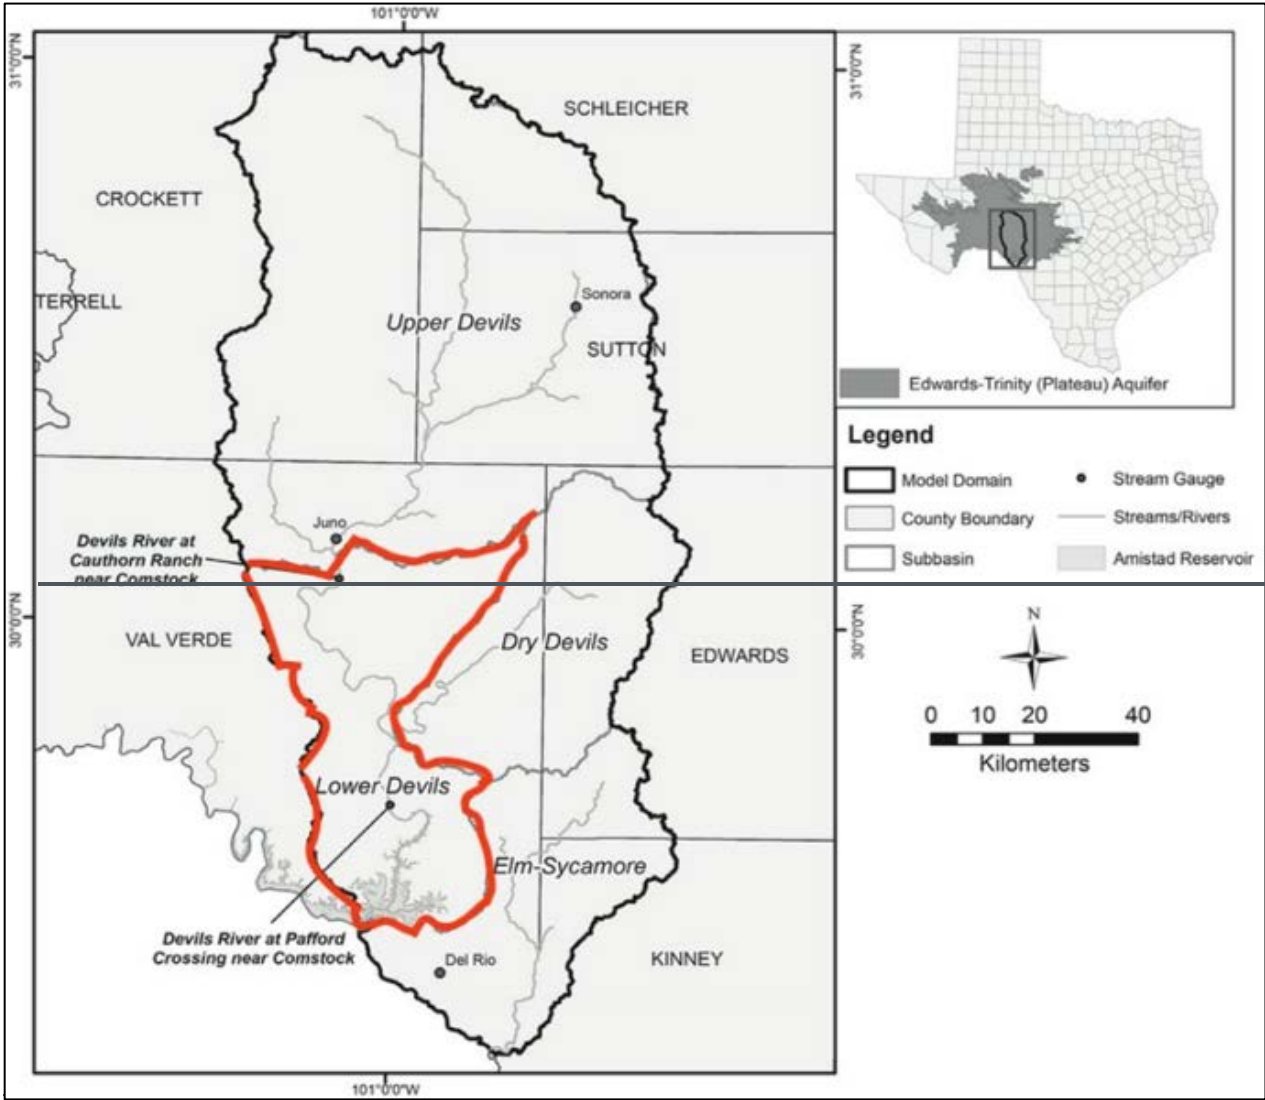 101°0'0"W
31°0'0"N
31°0'0"N
SCHLEICHER
CROCKETT
TERRELL
Sonora
Upper Devils
SUTTON
Edwards-Trinity (Plateau) Aquifer
Legend
Model Domain
Stream Gauge
County Boundary
Streams/Rivers
Subbasin
Amistad Reservoir
Juno
Devils River at
Cauthorn Ranch
near Comstock
30°0'0"N
30°0'0"N
VAL VERDE
Dry Devils
EDWARDS
N
0 10 20 40
Kilometers
Lower Devils
Elm-Sycamore
Devils River at Pafford
Crossing near Comstock
Del Rio
KINNEY
101°0'0"W